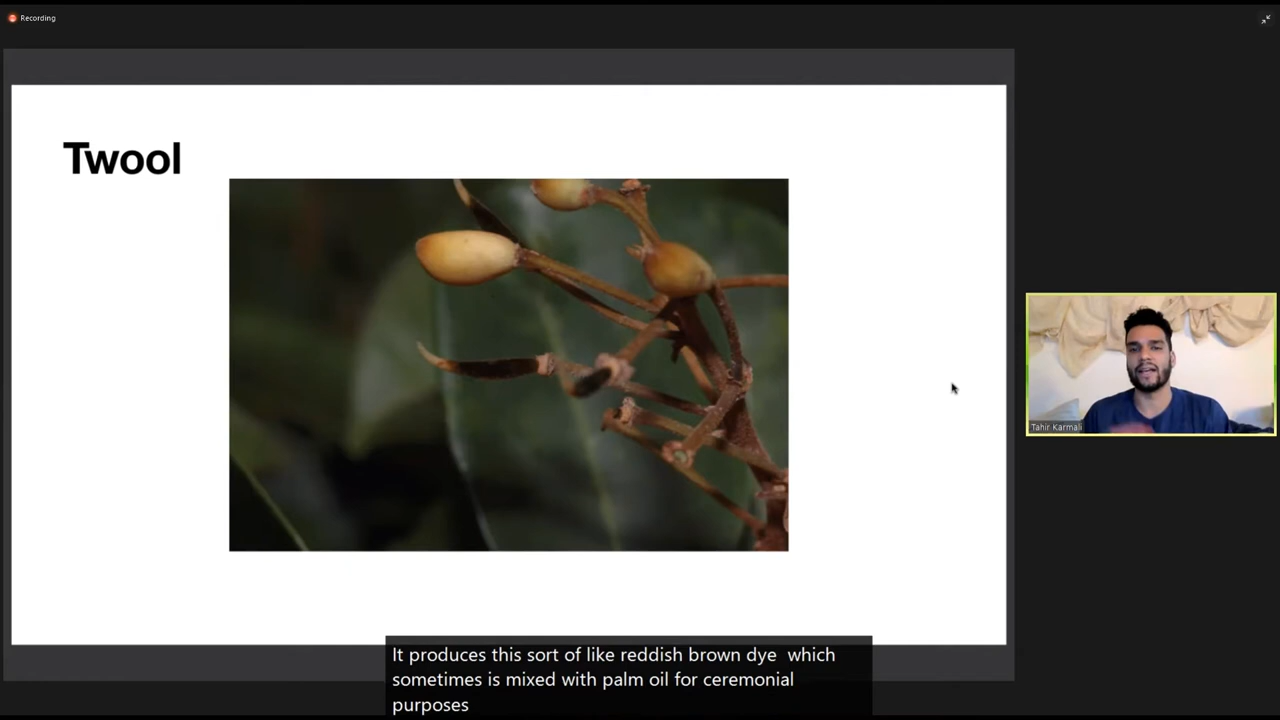 Recording
Twool
Tahir Karmali
It produces this sort of like reddish brown dye  which
sometimes is mixed with palm oil for ceremonial
purposes